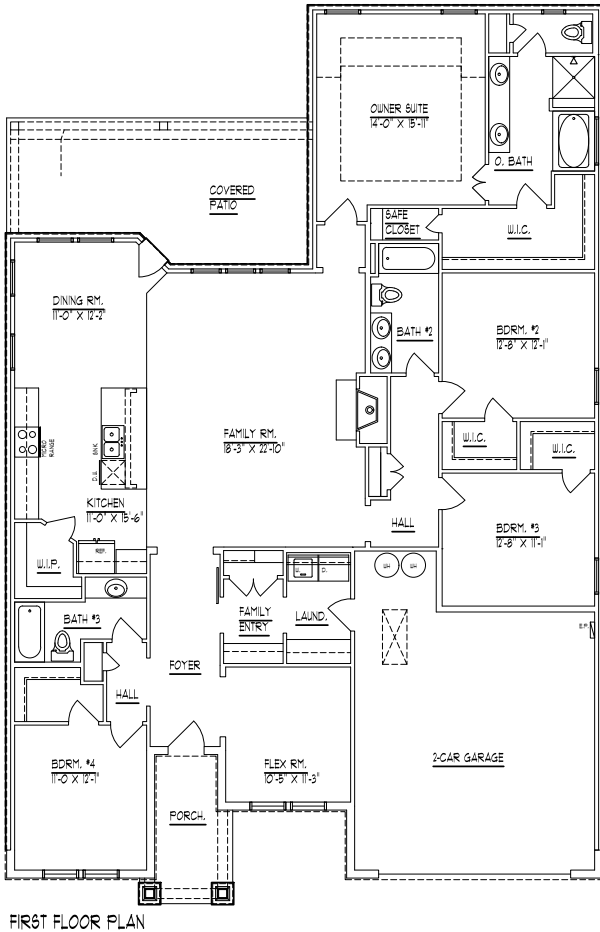 OWNER SUITE
14'-0" X 15'-11"
O. BATH
COVERED
PATIO
SAFE
CLOSET
W.I.C.
DINING RM.
11'-0" X 12'-2"
BATH #2
BDRM. #2
12'-8" X 12'-1"
MICRO
RANGE
SINK
D.W.
FAMILY RM.
18'-3" X 22'-10"
W.I.C.
W.I.C.
KITCHEN
11'-0" X 15'-6"
HALL
BDRM. #3
12'-8" X 11'-1"
REF.
W.I.P.
W.
D.
WH
WH
FAMILY
ENTRY
LAUND.
BATH #3
E.P.
FOYER
HALL
BDRM. #4
11'-0 X 12'-1"
FLEX RM.
10'-5" X 11'-3"
2-CAR GARAGE
PORCH.
FIRST FLOOR PLAN